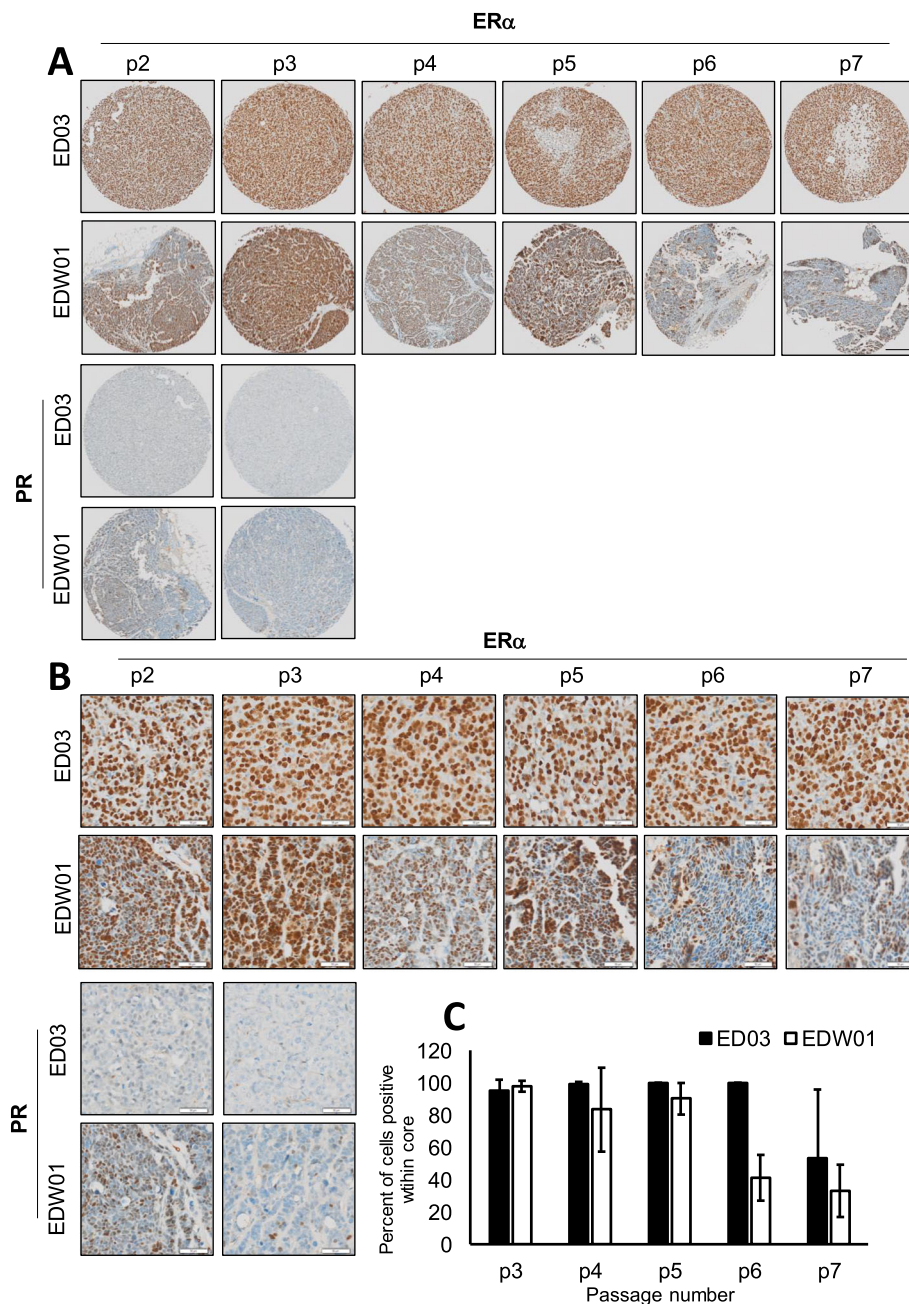 ERα
A
p2 p3 p4 p5 p6 p7
ED03
EDW01
PR
ED03
EDW01
ERα
B
p2 p3 p4 p5 p6 p7
ED03
EDW01
PR
ED03
EDW01
C
ED03 EDW01
Percent of cells positive
wtihin core
120
100
80
60
40
20
0
p3 p4 p5 p6 p7
Passage number